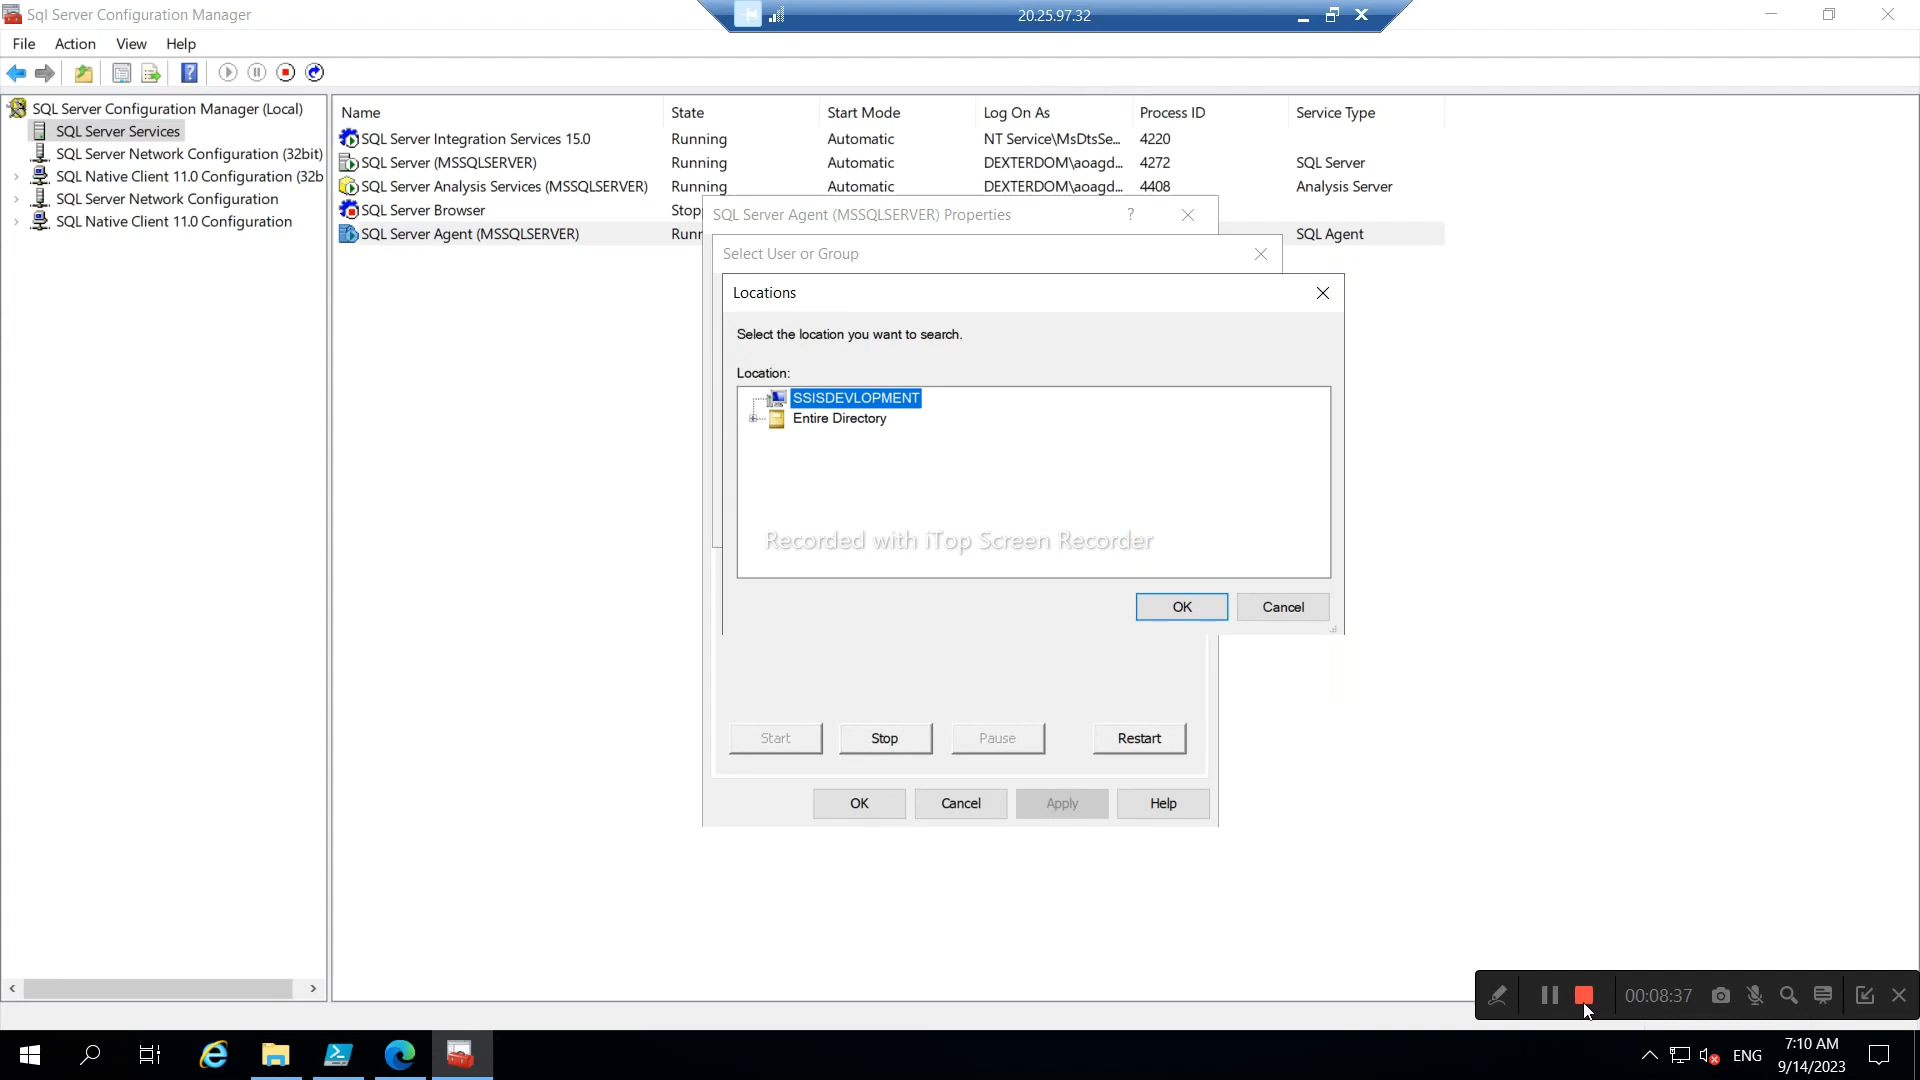 Sql Server Configuration Manager
20.25.97.32
File Action View Help
SQL Server Configuration Manager (Local)
SQL Server Services
SQL Server Network Configuration (32bit)
SQL Native Client 11.0 Configuration (32b
SQL Server Network Configuration
SQL Native Client 11.0 Configuration
Name State Start Mode Log On As Process ID Service Type
SQL Server Integration Services 15.0 Running Automatic NT Service\MsDtsSe... 4220
SQL Server (MSSQLSERVER) Running Automatic DEXTERDOM\aoagd... 4272 SQL Server
SQL Server Analysis Services (MSSQLSERVER) Running Automatic DEXTERDOM\aoagd... 4408 Analysis Server
SQL Server Browser Stop
SQL Server Agent (MSSQLSERVER) Runr SQL Agent
SQL Server Agent (MSSQLSERVER) Properties ?
Select User or Group
Locations
Select the location you want to search.
Location:
SSISDEVLOPMENT
Entire Directory
Recorded with iTop Screen Recorder
OK Cancel
Start Stop Pause Restart
OK Cancel Apply Help
00:08:37
ENG
7:10 AM
9/14/2023